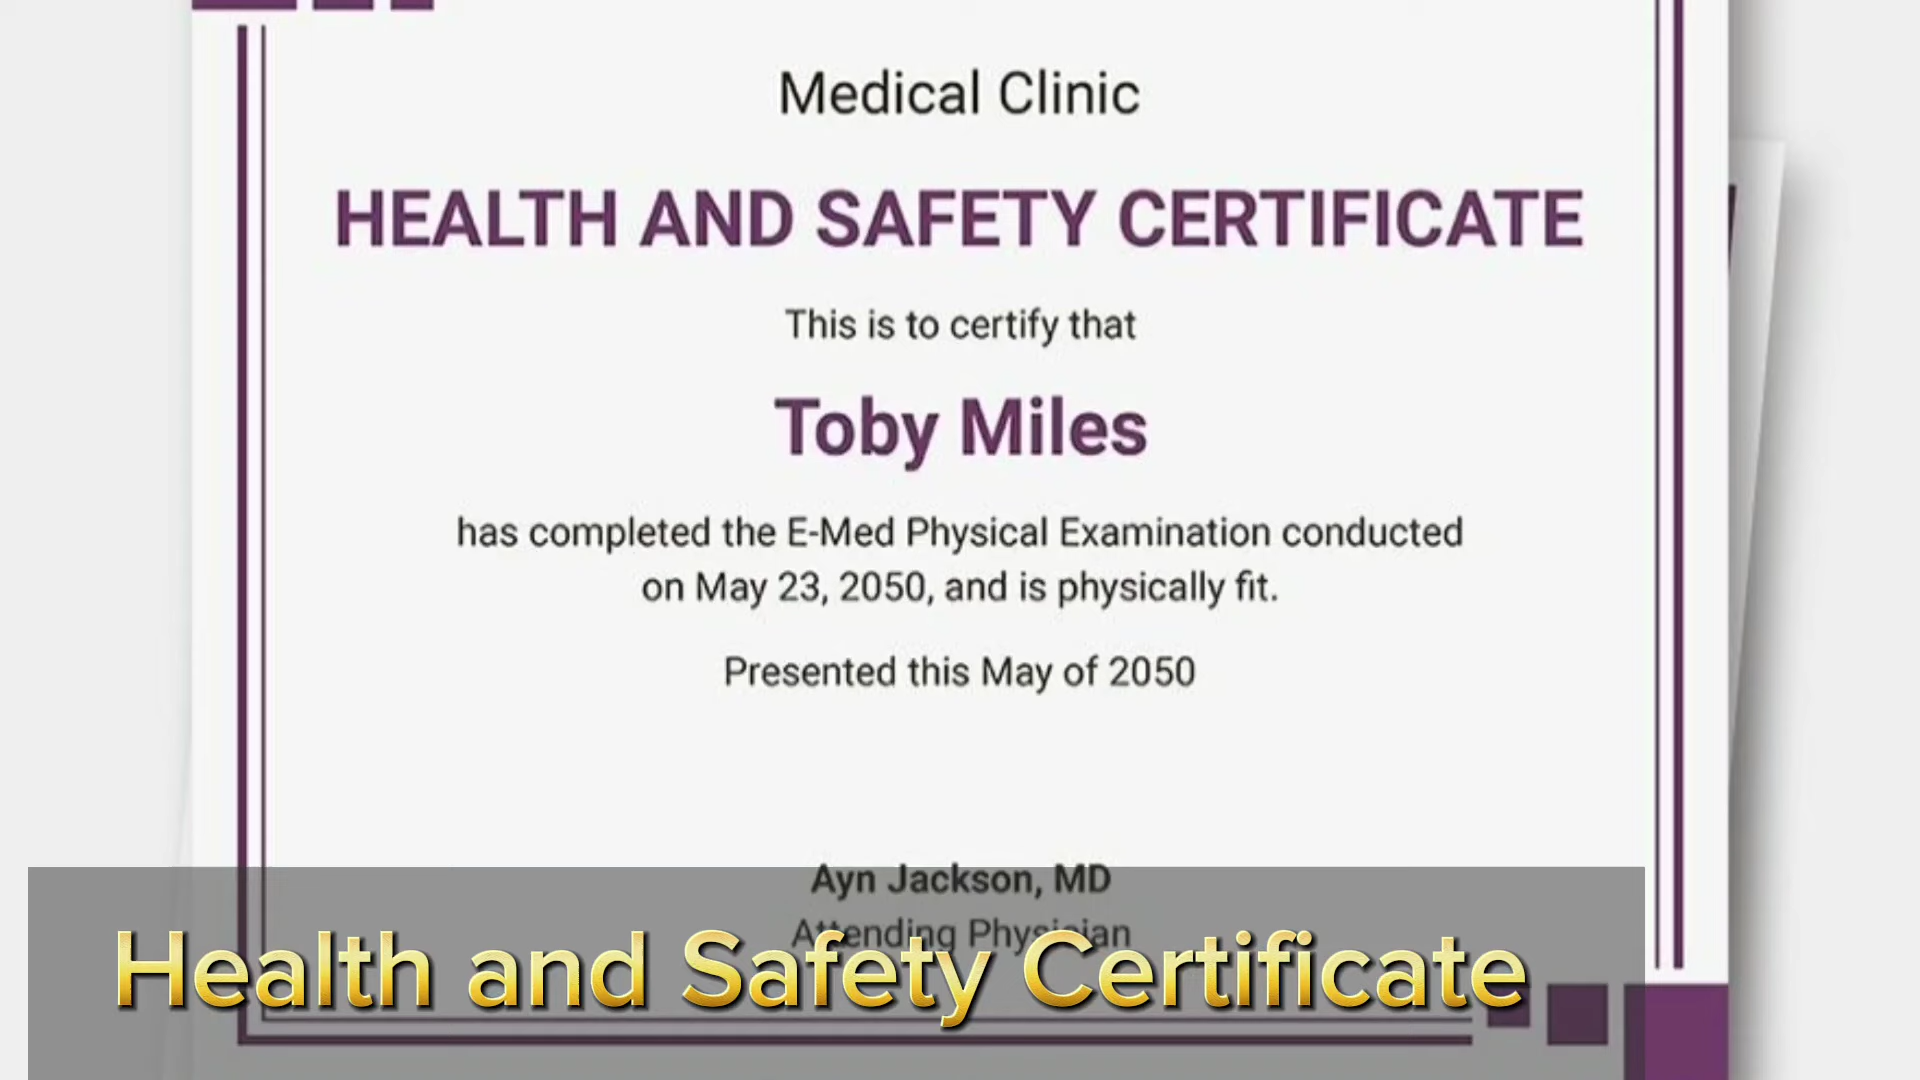 Medical Clinic
HEALTH AND SAFETY CERTIFICATE
This is to certify that
Toby Miles
has completed the E-Med Physical Examination conducted
on May 23, 2050, and is physically fit.
Presented this May of 2050
Ayn Jackson, MD
Attending Physician
Health and Safety Certificate